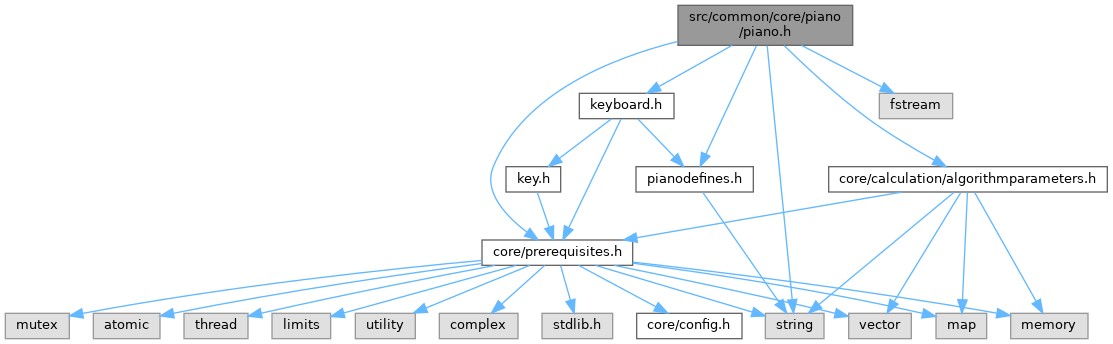 src/common/core/piano
/piano.h
keyboard.h
fstream
key.h
pianodefines.h
core/calculation/algorithmparameters.h
core/prerequisites.h
mutex
atomic
thread
limits
utility
complex
stdlib.h
core/config.h
string
vector
map
memory